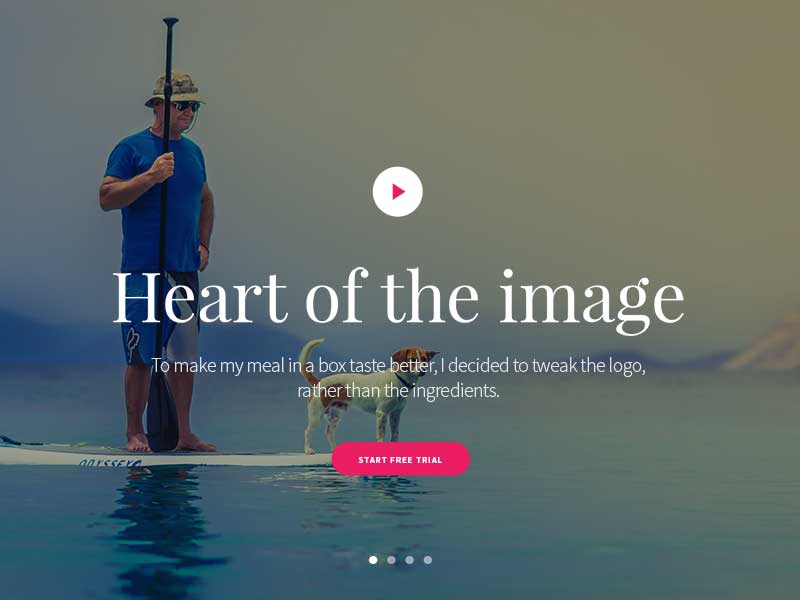 Heart of the image
To make my meal in a box taste better, I decided to tweak the logo,
rather than the ingredients.
START FREE TRIAL
ODYSSEY